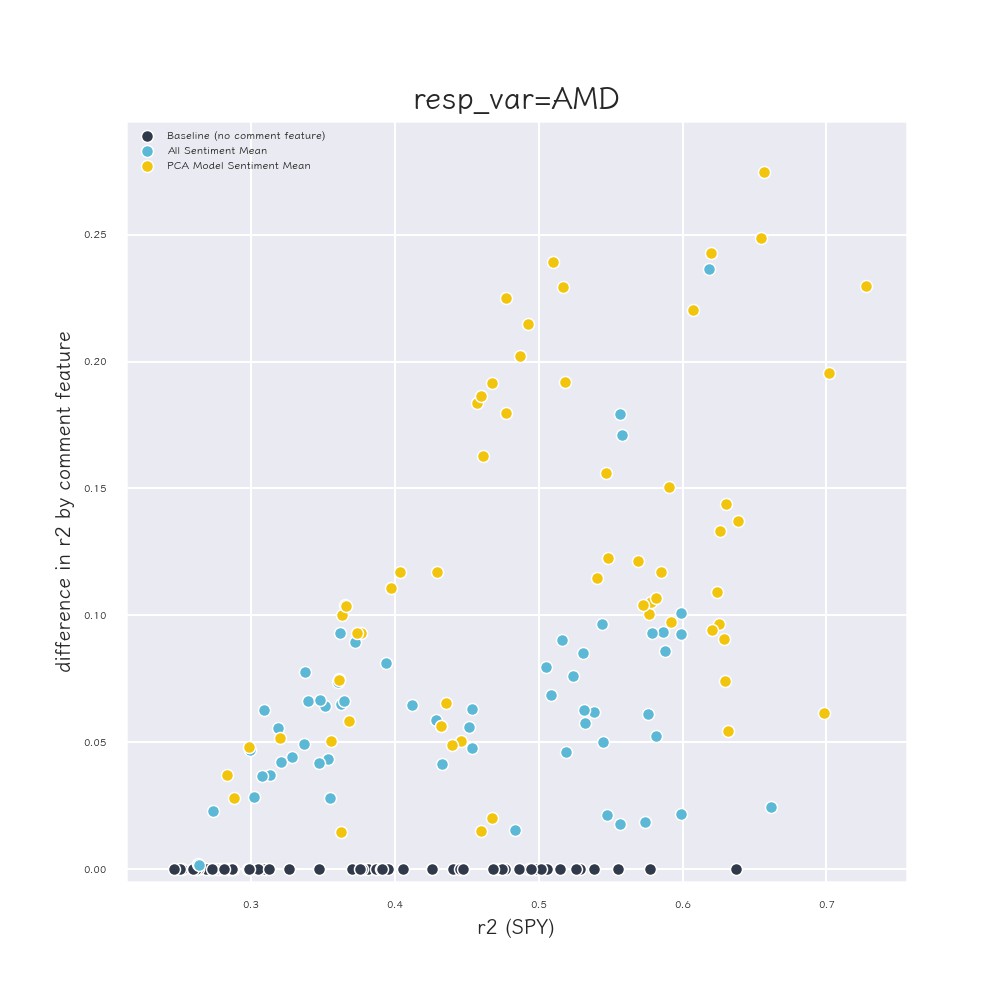 resp_var=AMD
Baseline (no comment feature)
All Sentiment Mean
PCA Model Sentiment Mean
difference in r2 by comment feature
0.25
0.20
0.15
0.10
0.05
0.00
0.3 0.4 0.5 0.6 0.7
r2 (SPY)